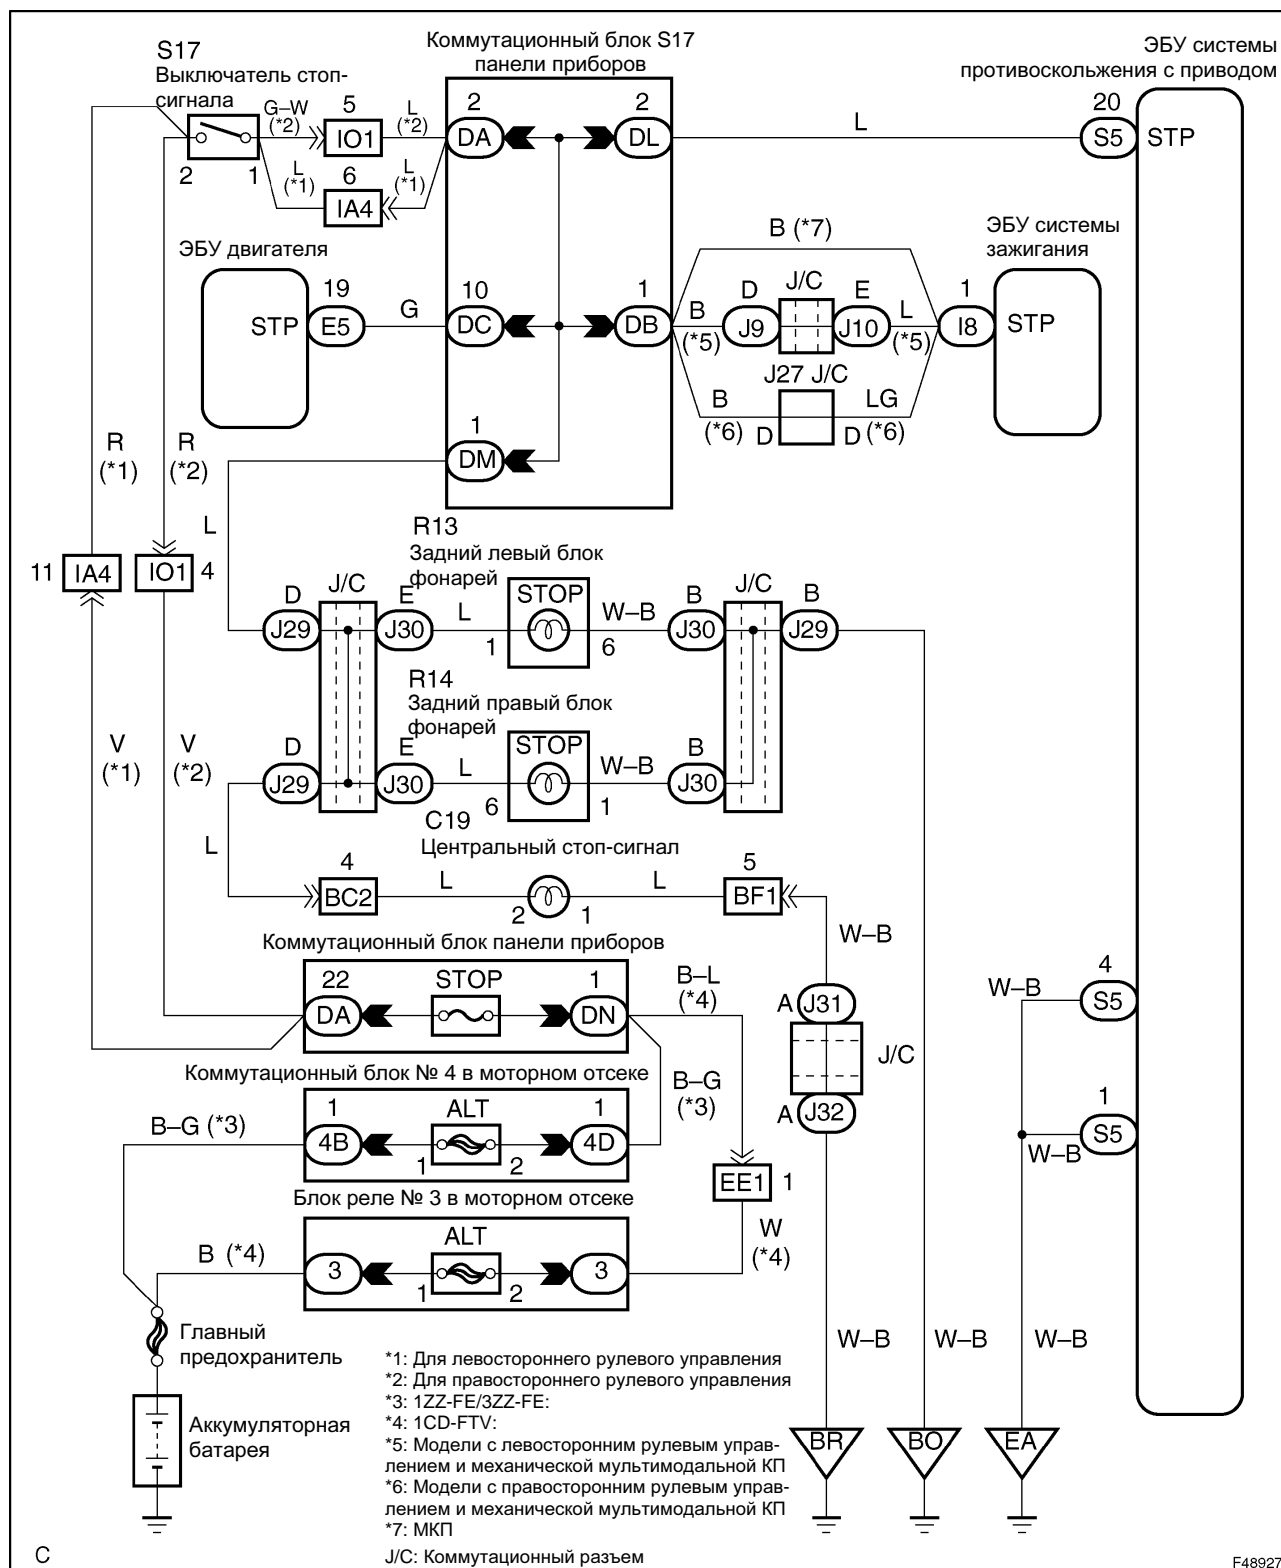 S17
Выключатель стоп-
сигнала
Коммутационный блок S17
панели приборов
ЭБУ системы
противоскольжения с приводом
G–W
(*2)
5
IO1
L
(*2)
2
DA
2
DL
L
20
S5
STP
2
1
L
(*1)
6
IA4
L
(*1)
ЭБУ двигателя
B (*7)
ЭБУ системы
зажигания
STP
19
E5
G
10
DC
1
DB
B
(*5)
D
J9
J/C
E
J10
L
(*5)
1
I8
STP
J27 J/C
B
(*6)
D
D
LG
(*6)
R
(*1)
R
(*2)
1
DM
L
11
IA4
IO1
4
R13
Задний левый блок
фонарей
D
J29
J/C
E
J30
L
1
STOP
6
W–B
B
J30
J/C
B
J29
R14
Задний правый блок
фонарей
V
(*1)
V
(*2)
D
J29
E
J30
L
6
STOP
1
W–B
B
J30
C19
Центральный стоп-сигнал
L
4
BC2
L
2
1
L
5
BF1
W–B
Коммутационный блок панели приборов
22
DA
STOP
1
DN
B–L
(*4)
A
J31
J/C
A
J32
W–B
4
S5
W–B
1
S5
Коммутационный блок № 4 в моторном отсеке
B–G (*3)
1
4B
ALT
1
2
1
4D
B–G
(*3)
EE1
1
Блок реле № 3 в моторном отсеке
B (*4)
3
ALT
1
2
3
W
(*4)
Главный
предохранитель
Аккумуляторная
батарея
W–B
W–B
W–B
BR
BO
EA
*1: Для левостороннего рулевого управления
*2: Для правостороннего рулевого управления
*3: 1ZZ-FE/3ZZ-FE:
*4: 1CD-FTV:
*5: Модели с левосторонним рулевым управ-
лением и механической мультимодальной КП
*6: Модели с правосторонним рулевым управ-
лением и механической мультимодальной КП
*7: МКП
J/C: Коммутационный разъем
C
F48927